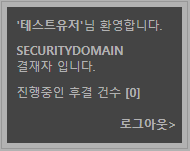 '테스트유저'님 환영합니다.
SECURITYDOMAIN
결재자 입니다.
진행중인 후결 건수 [0]
로그아웃>